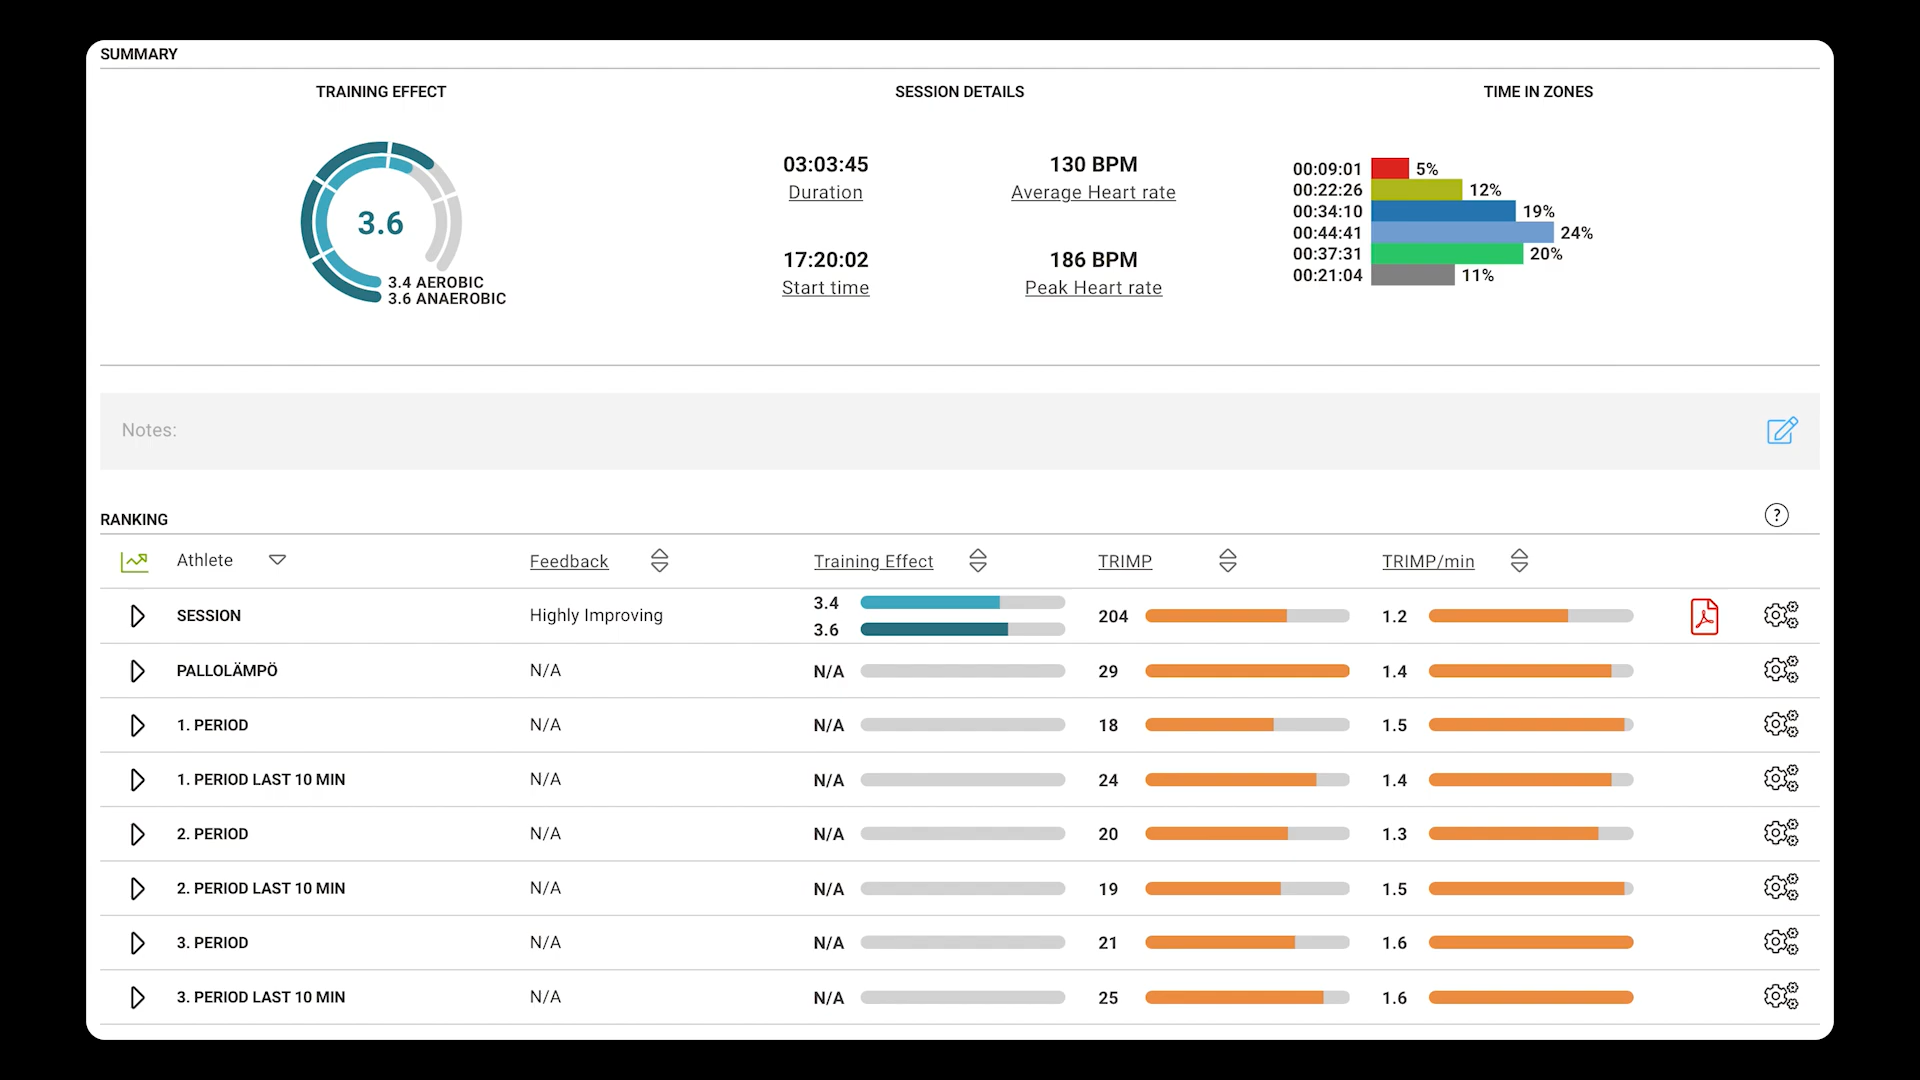 SUMMARY
TRAINING EFFECT
3.6
3.4 AEROBIC
3.6 ANAEROBIC
SESSION DETAILS
03:03:45
Duration
130 BPM
Average Heart rate
17:20:02
Start time
186 BPM
Peak Heart rate
TIME IN ZONES
00:09:01 5%
00:22:26 12%
00:34:10 19%
00:44:41 24%
00:37:31 20%
00:21:04 11%
Notes:
RANKING
?
Athlete Feedback Training Effect TRIMP TRIMP/min
SESSION Highly Improving 3.4 3.6 204 1.2
PALLOLÄMPÖ N/A N/A 29 1.4
1. PERIOD N/A N/A 18 1.5
1. PERIOD LAST 10 MIN N/A N/A 24 1.4
2. PERIOD N/A N/A 20 1.3
2. PERIOD LAST 10 MIN N/A N/A 19 1.5
3. PERIOD N/A N/A 21 1.6
3. PERIOD LAST 10 MIN N/A N/A 25 1.6